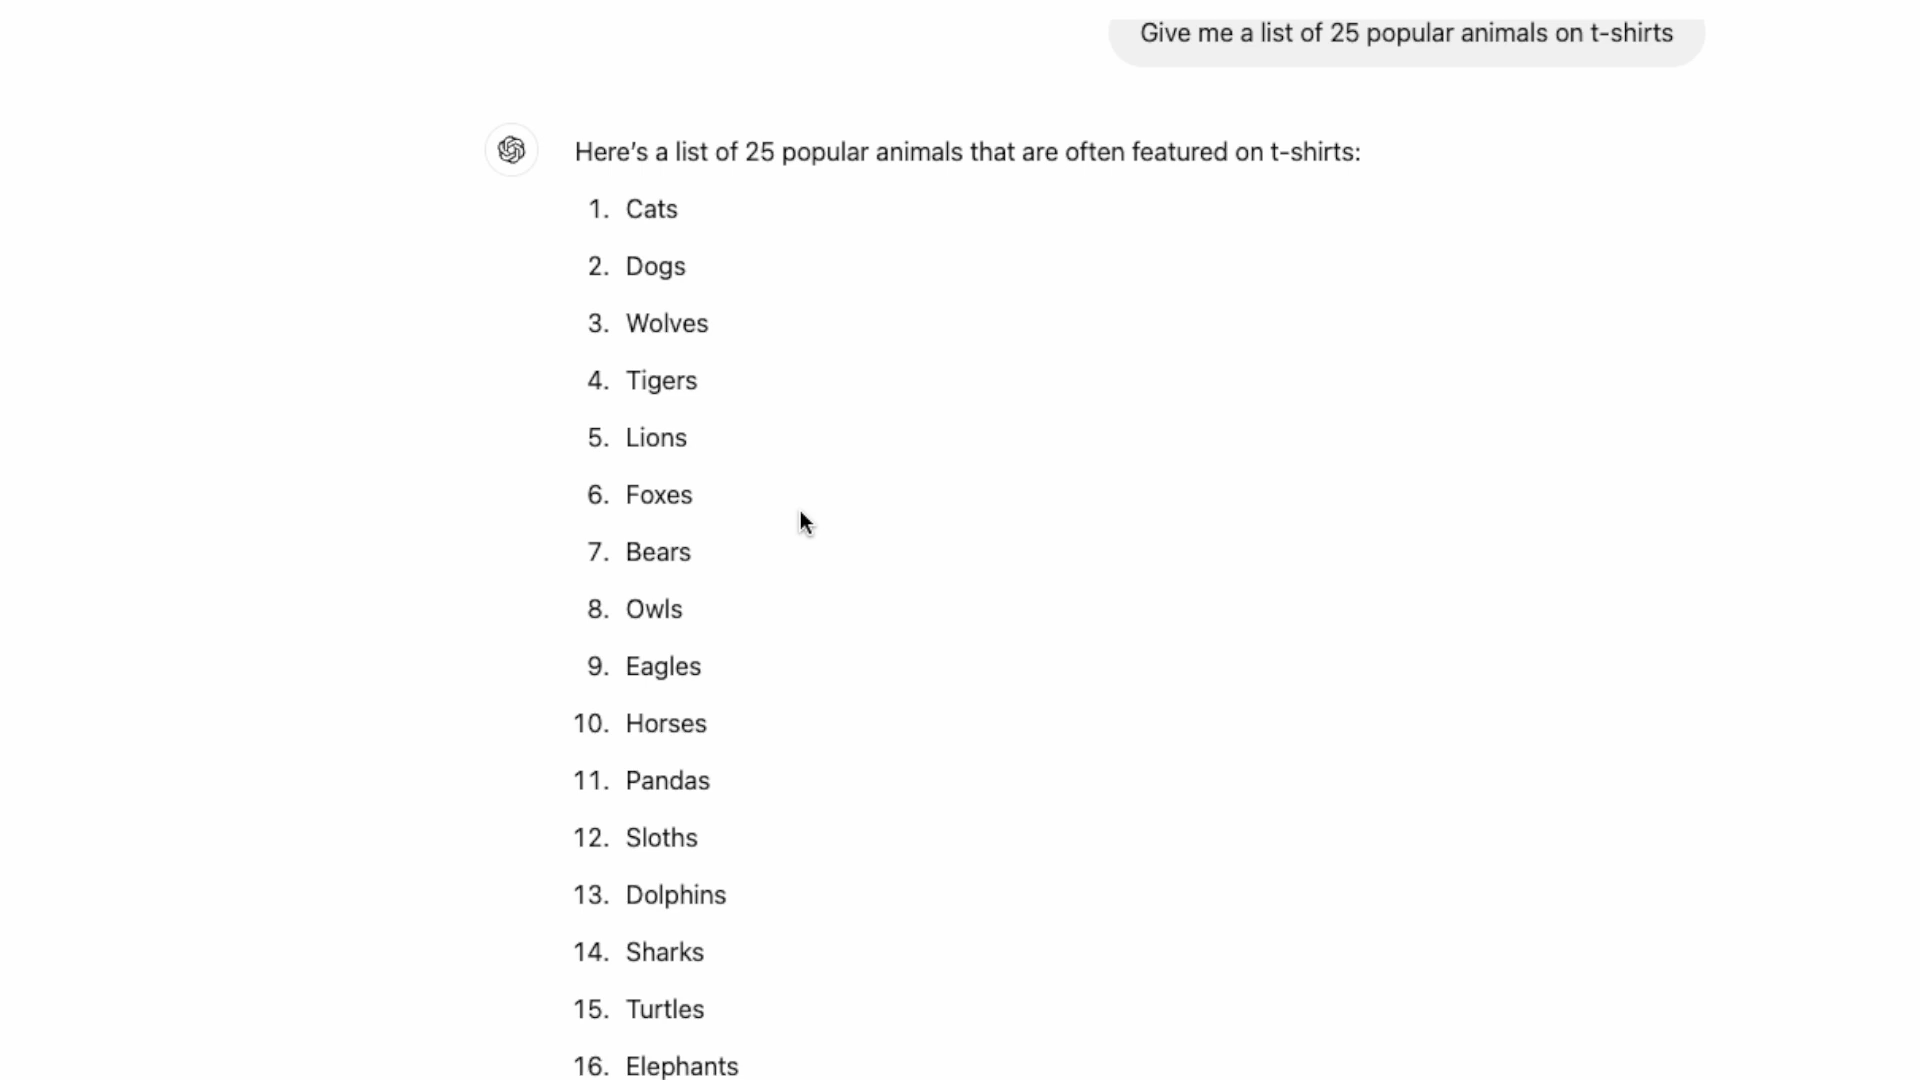 Give me a list of 25 popular animals on t-shirts
Here’s a list of 25 popular animals that are often featured on t-shirts:
1. Cats
2. Dogs
3. Wolves
4. Tigers
5. Lions
6. Foxes
7. Bears
8. Owls
9. Eagles
10. Horses
11. Pandas
12. Sloths
13. Dolphins
14. Sharks
15. Turtles
16. Elephants